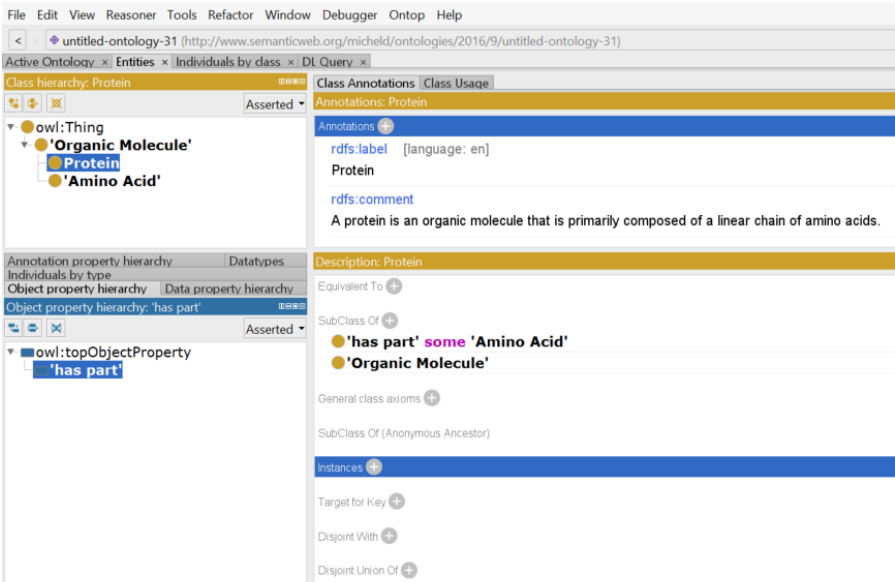 File Edit View Reasoner Tools Refactor Window Debugger Ontop Help
< > untitled-ontology-31 (http://www.semanticweb.org/micheld/ontologies/2016/9/untitled-ontology-31)
Active Ontology × Entities × Individuals by class × DL Query ×
Class hierarchy: Protein
Asserted
owl:Thing
'Organic Molecule'
Protein
'Amino Acid'
Annotation property hierarchy Datatypes
Individuals by type
Object property hierarchy Data property hierarchy
Object property hierarchy: 'has part'
Asserted
owl:topObjectProperty
'has part'
Class Annotations Class Usage
Annotations: Protein
Annotations
rdfs:label [language: en]
Protein
rdfs:comment
A protein is an organic molecule that is primarily composed of a linear chain of amino acids.
Description: Protein
Equivalent To
SubClass Of
'has part' some 'Amino Acid'
'Organic Molecule'
General class axioms
SubClass Of (Anonymous Ancestor)
Instances
Target for Key
Disjoint With
Disjoint Union Of